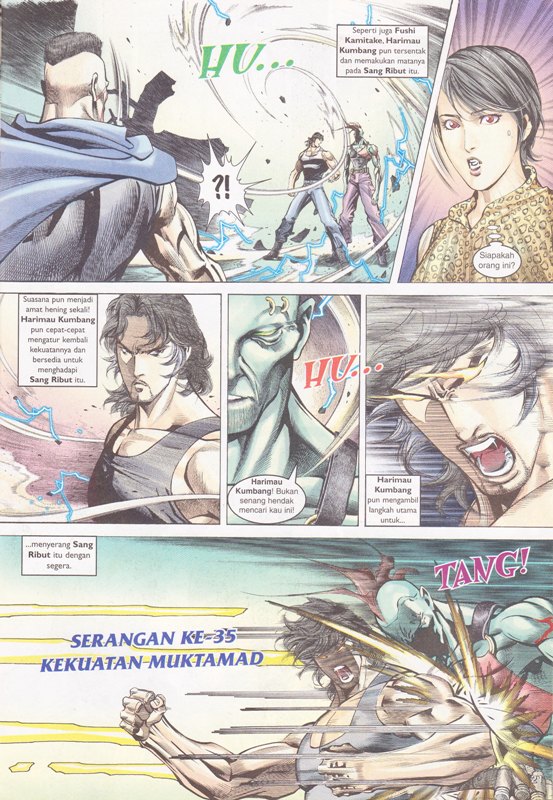 HU...
Seperti juga Fushi
Kamitake, Harimau
Kumbang pun tersentak
dan memakukan matanya
pada Sang Ribut itu.
?!
Siapakah
orang ini?
Suasana pun menjadi
amat hening sekali!
Harimau Kumbang
pun cepat-cepat
mengatur kembali
kekuatannya dan
bersedia untuk
menghadapi
Sang Ribut itu.
HU...
Harimau
Kumbang! Bukan
senang hendak
mencari kau ini!
Harimau
Kumbang
pun mengambil
langkah utama
untuk...
...menyerang Sang
Ribut itu dengan
segera.
TANG!
SERANGAN KE-35
KEKUATAN MUKTAMAD